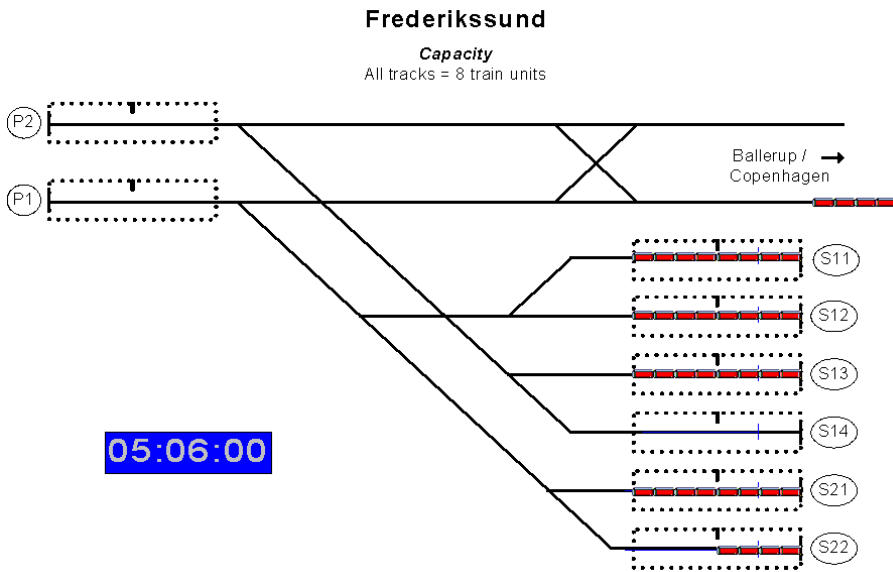 Frederikssund
Capacity
All tracks = 8 train units
P2
Ballerup /
Copenhagen
P1
S11
S12
S13
S14
05:06:00
S21
S22